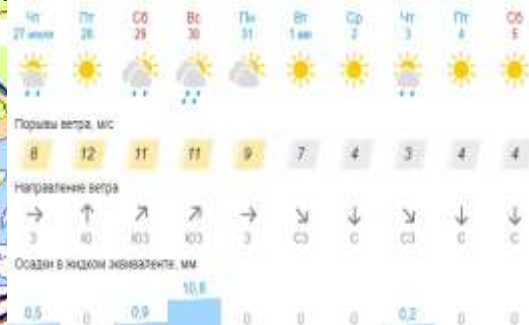 Чт Пт Сб Вс Пн Вт Ср Чт Пт Сб
27 июля 28 29 30 31 1 авг 2 3 4 5
Порывы ветра, м/с
8 12 11 11 9 7 4 3 4 4
Направление ветра
З Ю ЮЗ ЮЗ З СЗ С СЗ С С
Осадки в жидком эквиваленте, мм
0,5 0 0,9 10,8 0 0 0 0,2 0 0